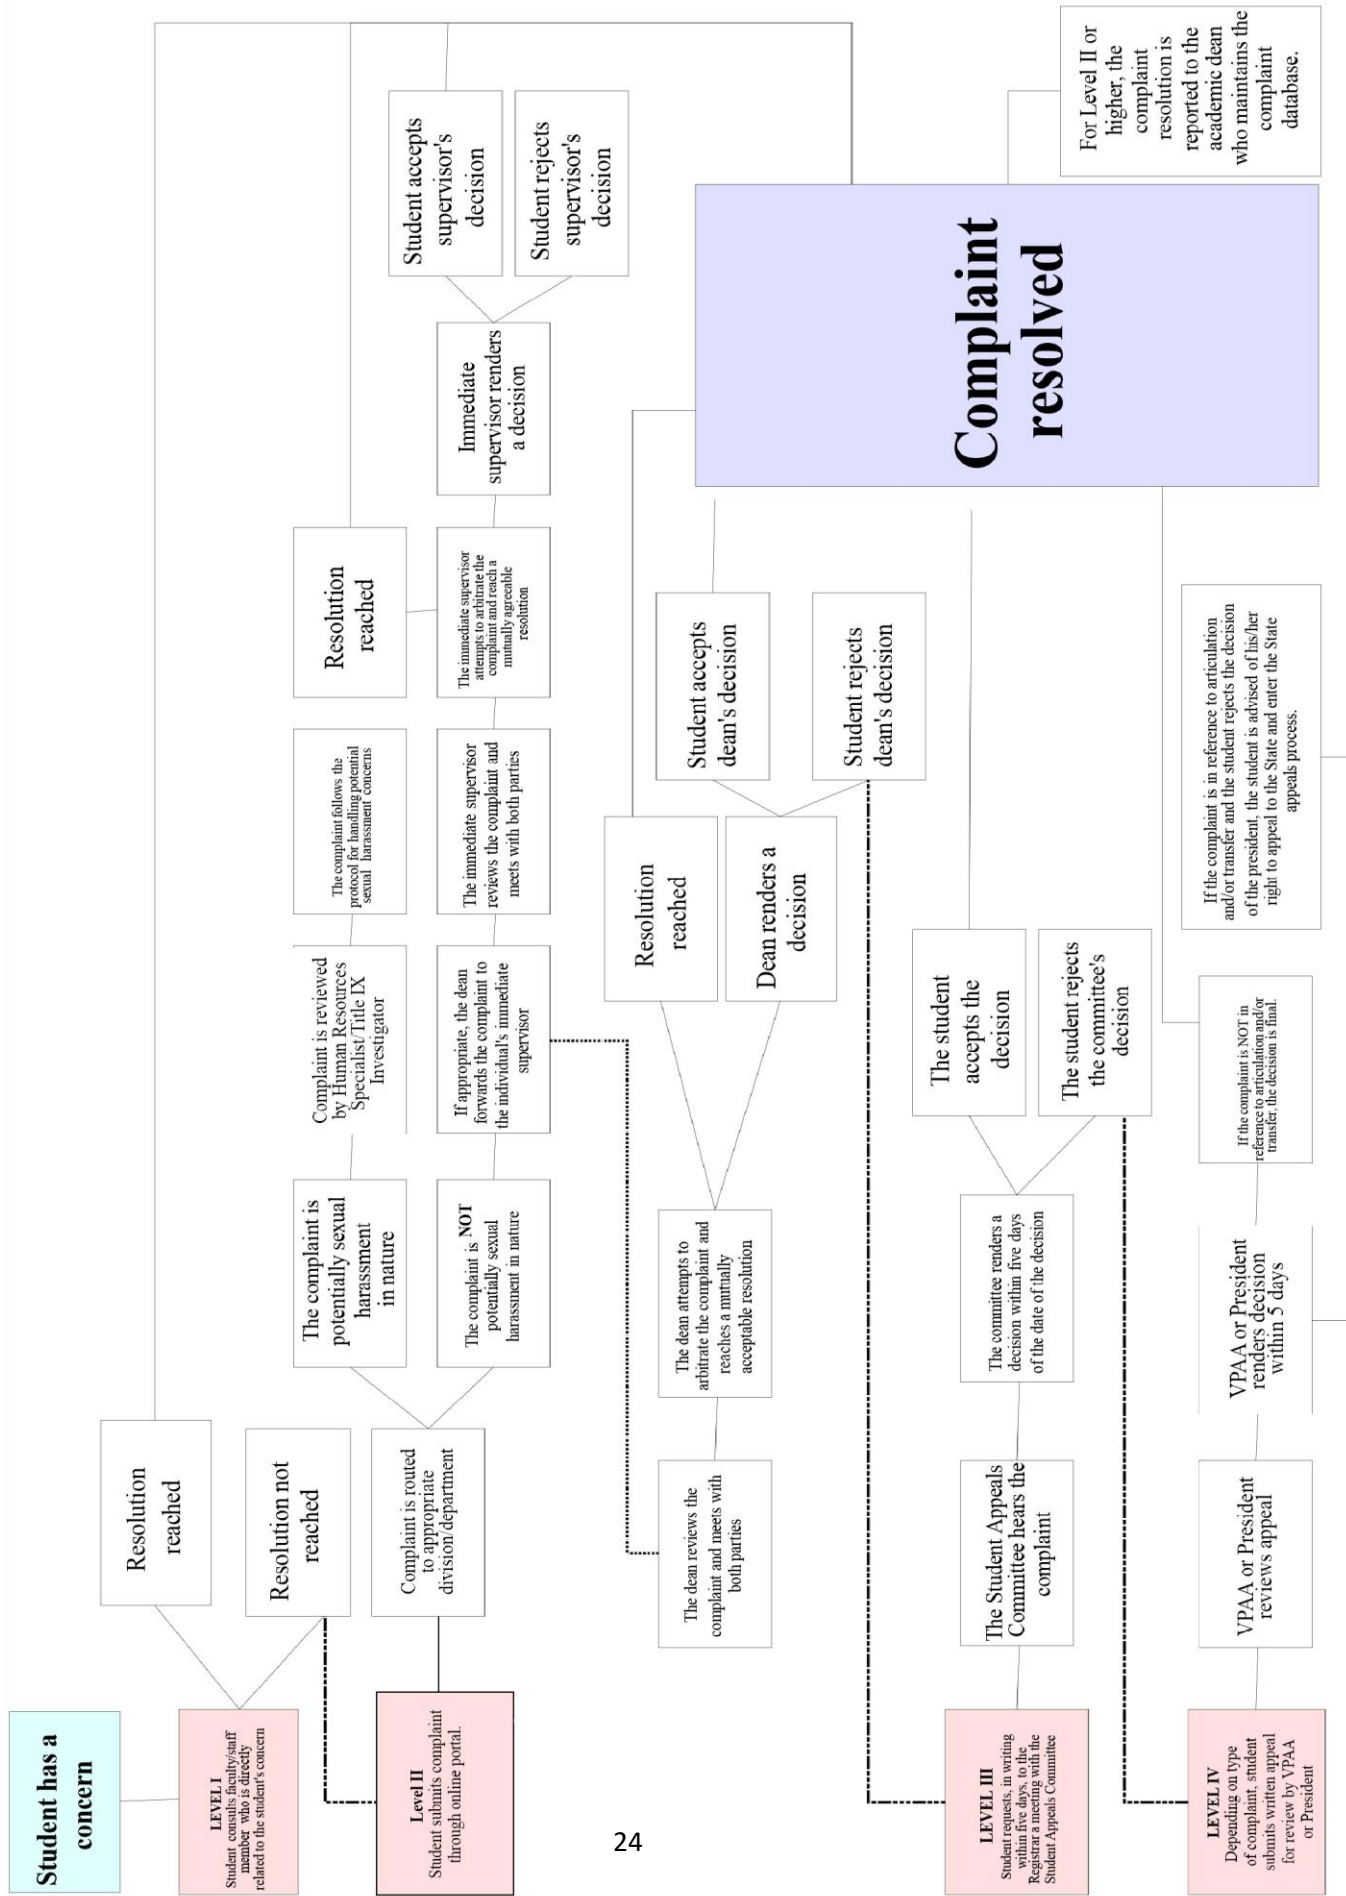 Student has a
concern
LEVEL I
Student consults faculty/staff
member who is directly
related to the student's concern
Resolution
reached
Resolution not
reached
Level II
Student submits complaint
through online portal.
Complaint is routed
to appropriate
division/department
The complaint is
potentially sexual
harassment
in nature
Complaint is reviewed
by Human Resources
Specialist/Title IX
Investigator
The complaint follows the
protocol for handling potential
sexual harassment concerns
Resolution
reached
The complaint is NOT
potentially sexual
harassment in nature
If appropriate, the dean
forwards the complaint to
the individual's immediate
supervisor
The immediate supervisor
reviews the complaint and
meets with both parties
The immediate supervisor
attempts to arbitrate the
complaint and reach a
mutually agreeable
resolution
Immediate
supervisor renders
a decision
Student accepts
supervisor's
decision
Student rejects
supervisor's
decision
The dean reviews the
complaint and meets with
both parties
The dean attempts to
arbitrate the complaint and
reaches a mutually
acceptable resolution
Resolution
reached
Dean renders a
decision
Student accepts
dean's decision
Student rejects
dean's decision
Complaint
resolved
For Level II or
higher, the
complaint
resolution is
reported to the
academic dean
who maintains the
complaint
database.
LEVEL III
Student requests, in writing
within five days, to the
Registrar a meeting with the
Student Appeals Committee
The Student Appeals
Committee hears the
complaint
The committee renders a
decision within five days
of the date of the decision
The student
accepts the
decision
The student rejects
the committee's
decision
LEVEL IV
Depending on type
of complaint, student
submits written appeal
for review by VPAA
or President
VPAA or President
reviews appeal
VPAA or President
renders decision
within 5 days
If the complaint is NOT in
reference to articulation and/or
transfer, the decision is final.
If the complaint is in reference to articulation
and/or transfer and the student rejects the decision
of the president, the student is advised of his/her
right to appeal to the State and enter the State
appeals process.
24